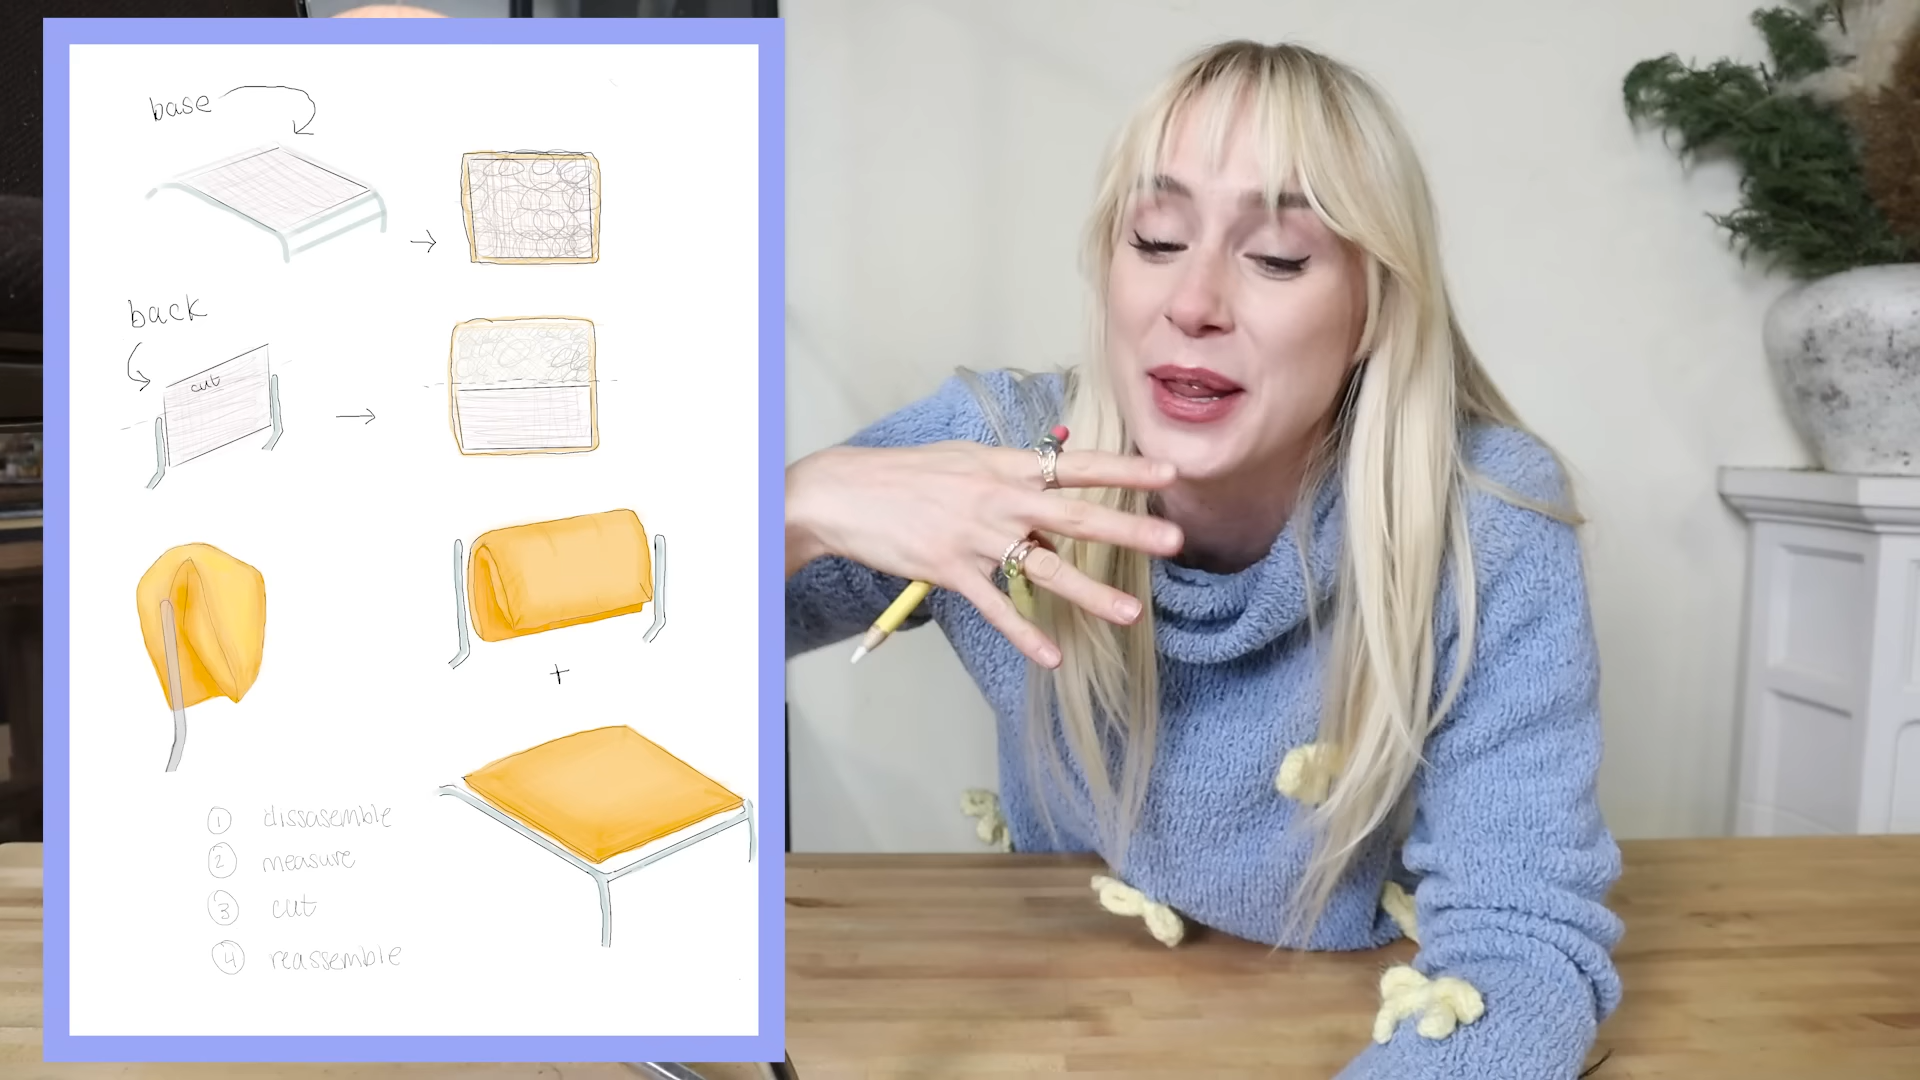 base
back
cut
+
1 dissasemble
2 measure
3 cut
4 reassemble